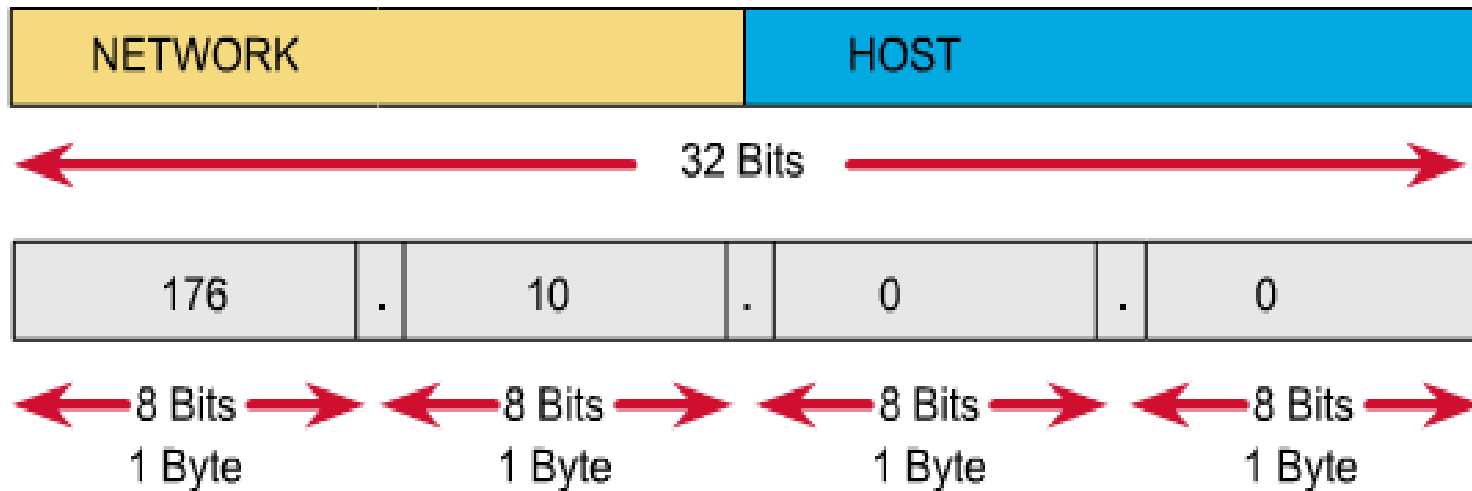 NETWORK HOST
32 Bits
176 . 10 . 0 . 0
8 Bits 8 Bits 8 Bits 8 Bits
1 Byte 1 Byte 1 Byte 1 Byte